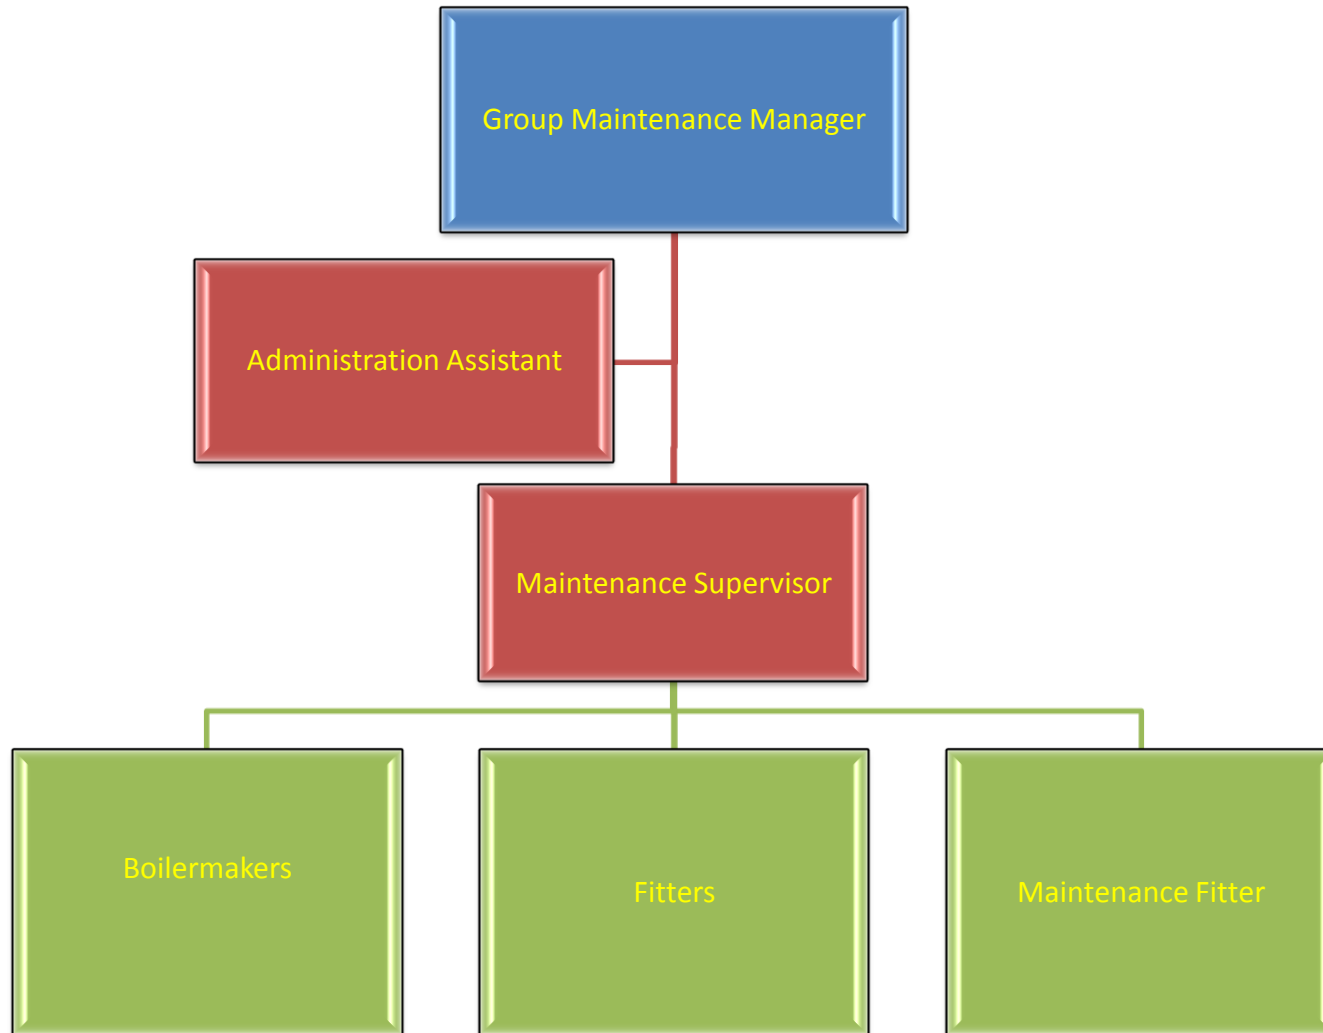 Group Maintenance Manager
Administration Assistant
Maintenance Supervisor
Boilermakers
Fitters
Maintenance Fitter